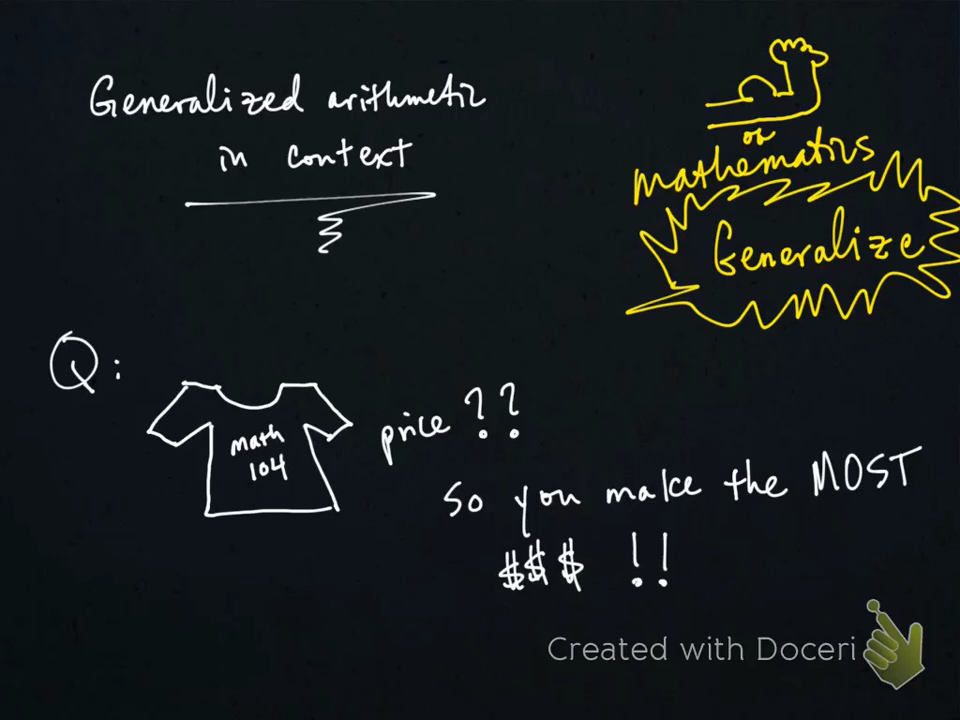 Generalized arithmetic
in context
of
mathematics
Generalize
Q:
math
104
price ??
So you make the MOST
$$$ !!
Created with Doceri